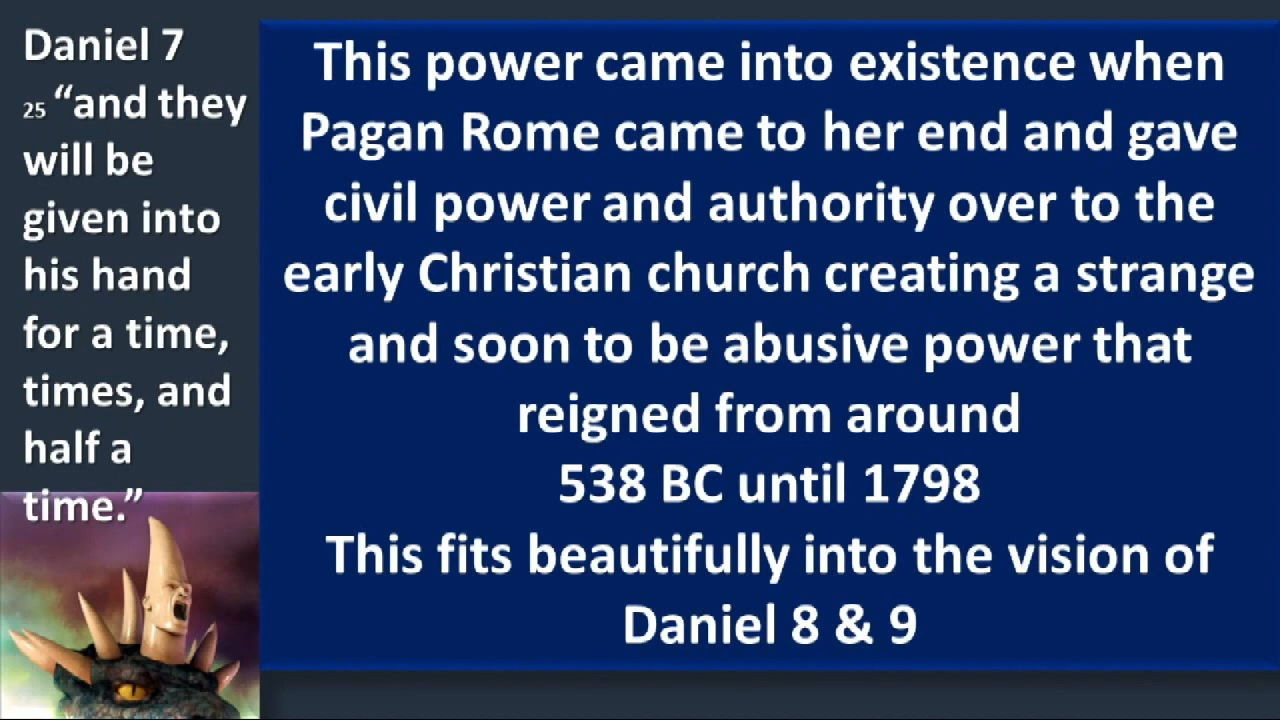 Daniel 7
25 “and they
will be
given into
his hand
for a time,
times, and
half a
time.”
This power came into existence when
Pagan Rome came to her end and gave
civil power and authority over to the
early Christian church creating a strange
and soon to be abusive power that
reigned from around
538 BC until 1798
This fits beautifully into the vision of
Daniel 8 & 9